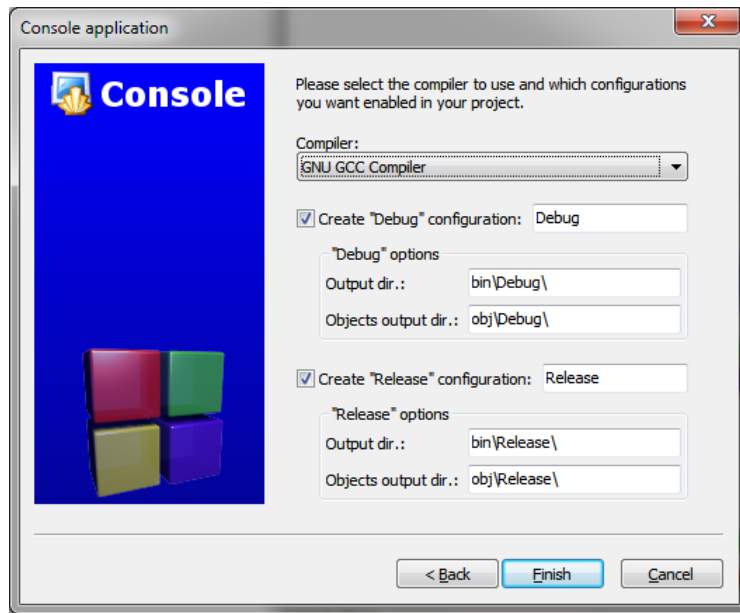 Console application
Console
Please select the compiler to use and which configurations
you want enabled in your project.
Compiler:
GNU GCC Compiler
Create "Debug" configuration: Debug
"Debug" options
Output dir.: bin\Debug\
Objects output dir.: obj\Debug\
Create "Release" configuration: Release
"Release" options
Output dir.: bin\Release\
Objects output dir.: obj\Release\
< Back Finish Cancel